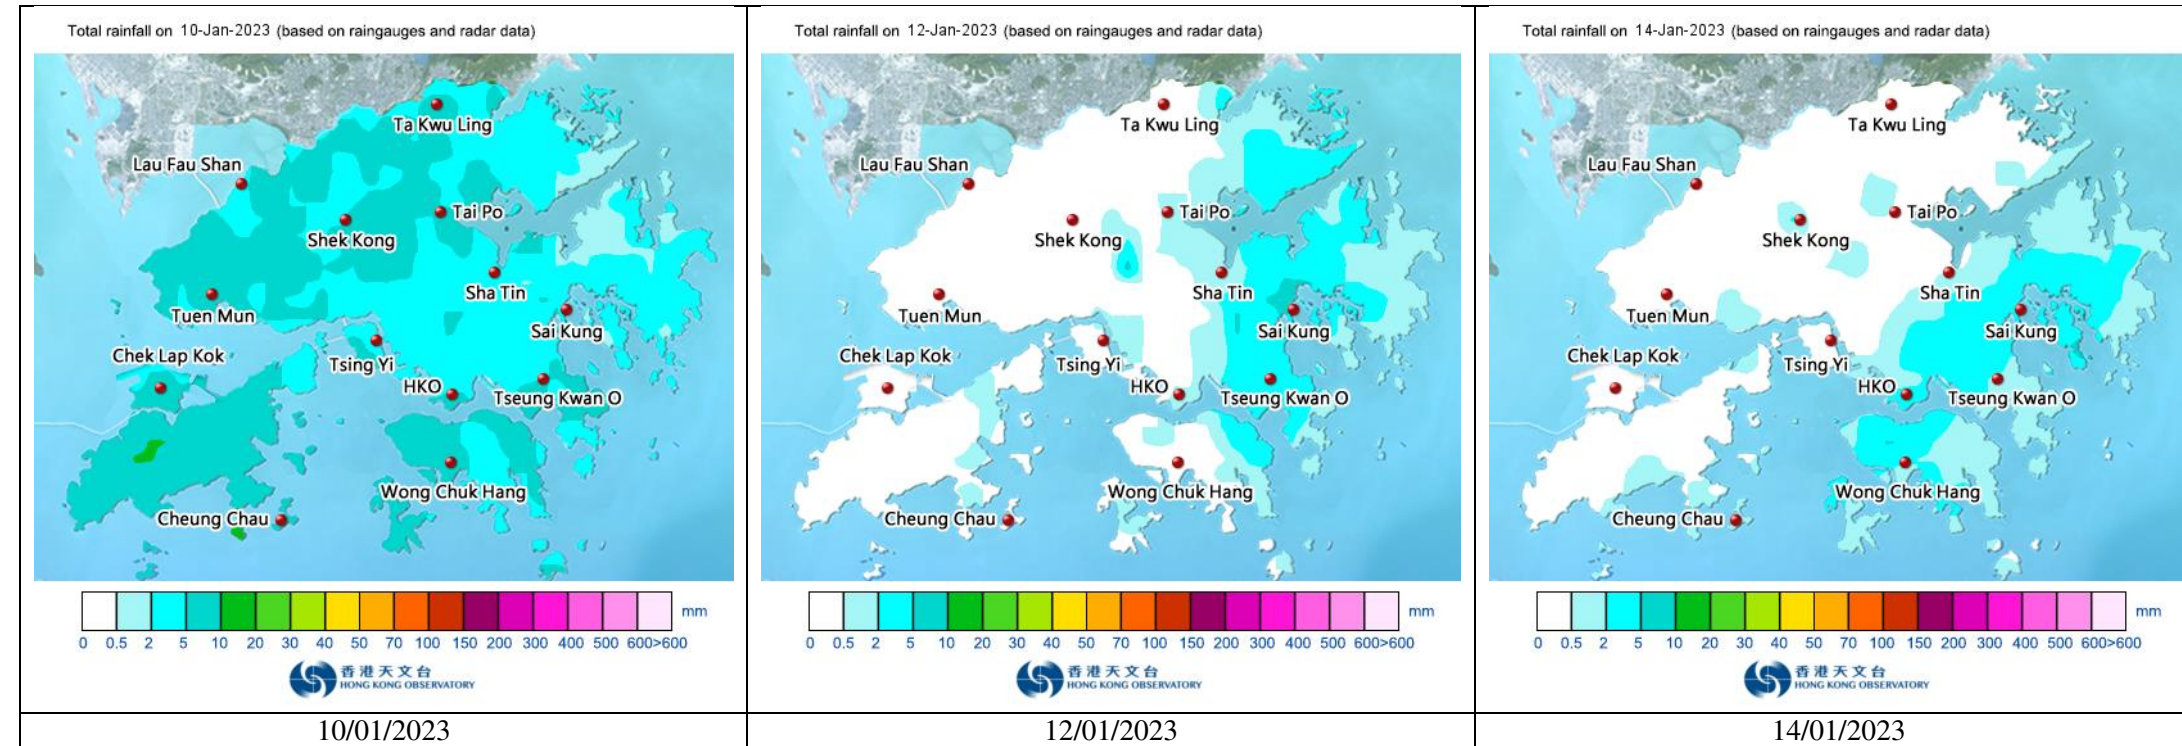 Total rainfall on 10-Jan-2023 (based on raingauges and radar data)
Ta Kwu Ling
Lau Fau Shan
Tai Po
Shek Kong
Sha Tin
Tuen Mun
Sai Kung
Chek Lap Kok
Tsing Yi
HKO
Tseung Kwan O
Wong Chuk Hang
Cheung Chau
mm
0 0.5 2 5 10 20 30 40 50 70 100 150 200 300 400 500 600>600
香港天文台
HONG KONG OBSERVATORY
10/01/2023
Total rainfall on 12-Jan-2023 (based on raingauges and radar data)
Ta Kwu Ling
Lau Fau Shan
Tai Po
Shek Kong
Sha Tin
Tuen Mun
Sai Kung
Chek Lap Kok
Tsing Yi
HKO
Tseung Kwan O
Wong Chuk Hang
Cheung Chau
mm
0 0.5 2 5 10 20 30 40 50 70 100 150 200 300 400 500 600>600
香港天文台
HONG KONG OBSERVATORY
12/01/2023
Total rainfall on 14-Jan-2023 (based on raingauges and radar data)
Ta Kwu Ling
Lau Fau Shan
Tai Po
Shek Kong
Sha Tin
Tuen Mun
Sai Kung
Chek Lap Kok
Tsing Yi
HKO
Tseung Kwan O
Wong Chuk Hang
Cheung Chau
mm
0 0.5 2 5 10 20 30 40 50 70 100 150 200 300 400 500 600>600
香港天文台
HONG KONG OBSERVATORY
14/01/2023